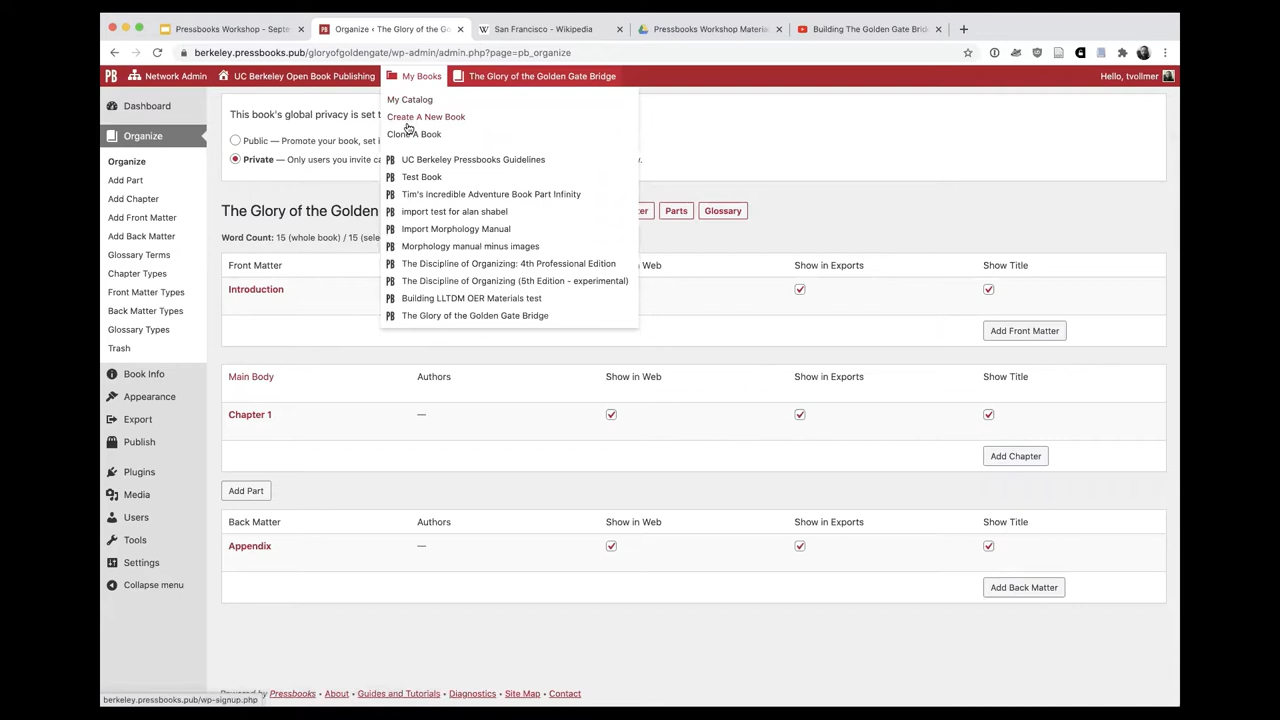 Pressbooks Workshop - Septe
Organize ‹ The Glory of the Go
San Francisco - Wikipedia
Pressbooks Workshop Material
Building The Golden Gate Brid
berkeley.pressbooks.pub/gloryofgoldengate/wp-admin/admin.php?page=pb_organize
Network Admin
UC Berkeley Open Book Publishing
My Books
The Glory of the Golden Gate Bridge
Hello, tvollmer
Dashboard
Organize
Organize
Add Part
Add Chapter
Add Front Matter
Add Back Matter
Glossary Terms
Chapter Types
Front Matter Types
Back Matter Types
Glossary Types
Trash
Book Info
Appearance
Export
Publish
Plugins
Media
Users
Tools
Settings
Collapse menu
My Catalog
Create A New Book
Clone A Book
UC Berkeley Pressbooks Guidelines
Test Book
Tim's Incredible Adventure Book Part Infinity
import test for alan shabel
Import Morphology Manual
Morphology manual minus images
The Discipline of Organizing: 4th Professional Edition
The Discipline of Organizing (5th Edition - experimental)
Building LLTDM OER Materials test
The Glory of the Golden Gate Bridge
This book's global privacy is set t
Public — Promote your book, set i
Private — Only users you invite ca
The Glory of the Golden
ter
Parts
Glossary
Word Count: 15 (whole book) / 15 (sele
Front Matter
n Web
Show in Exports
Show Title
Introduction
Add Front Matter
Main Body
Authors
Show in Web
Show in Exports
Show Title
Chapter 1
—
Add Chapter
Add Part
Back Matter
Authors
Show in Web
Show in Exports
Show Title
Appendix
—
Add Back Matter
Powered by Pressbooks • About • Guides and Tutorials • Diagnostics • Site Map • Contact
berkeley.pressbooks.pub/wp-signup.php